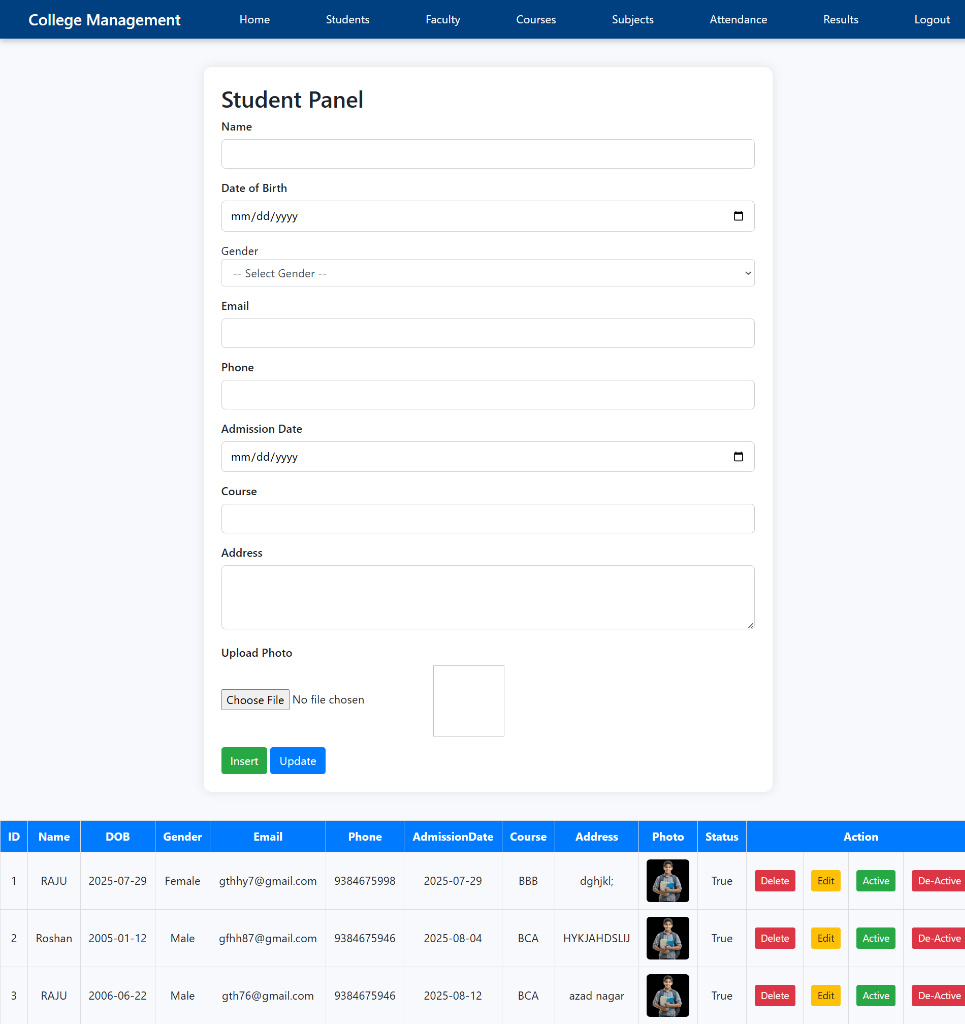 College Management Home Students Faculty Courses Subjects Attendance Results Logout
Student Panel
Name
Date of Birth
mm/dd/yyyy
Gender
-- Select Gender --
Email
Phone
Admission Date
mm/dd/yyyy
Course
Address
Upload Photo
Choose File No file chosen
Insert Update
ID Name DOB Gender Email Phone AdmissionDate Course Address Photo Status Action
1 RAJU 2025-07-29 Female gthhy7@gmail.com 9384675998 2025-07-29 BBB dghjkl; True Delete Edit Active De-Active
2 Roshan 2005-01-12 Male gfhh87@gmail.com 9384675946 2025-08-04 BCA HYKJAHDSLIJ True Delete Edit Active De-Active
3 RAJU 2006-06-22 Male gth76@gmail.com 9384675946 2025-08-12 BCA azad nagar True Delete Edit Active De-Active